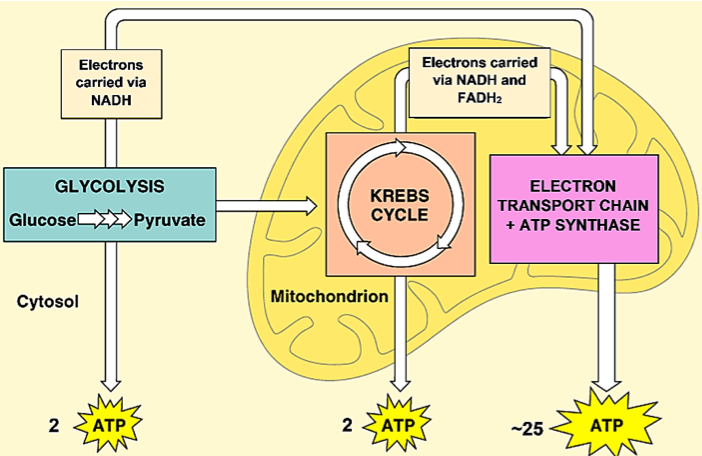 Electrons
carried via
NADH
Electrons carried
via NADH and
FADH₂
GLYCOLYSIS
Glucose Pyruvate
KREBS
CYCLE
ELECTRON
TRANSPORT CHAIN
+ ATP SYNTHASE
Cytosol
Mitochondrion
2 ATP
2 ATP
~25 ATP